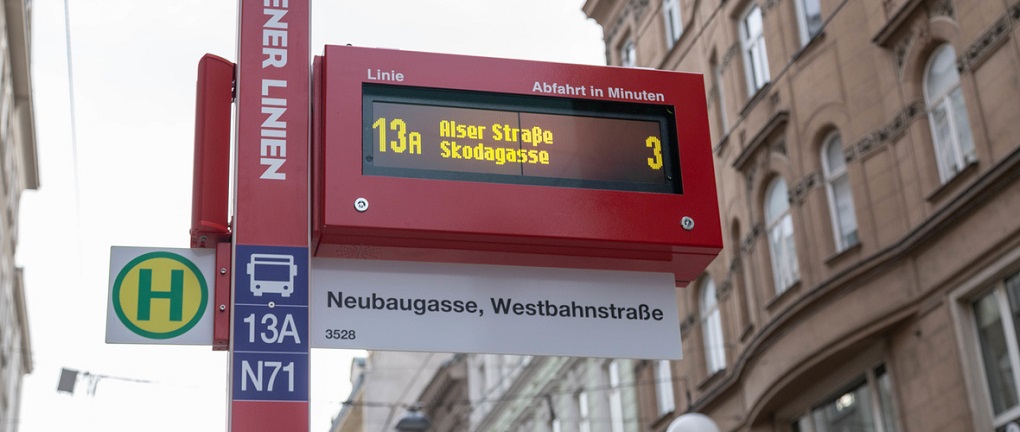 ENER LINIEN
Linie
Abfahrt in Minuten
13A Alser Straße 3
Skodagasse
H
13A
N71
Neubaugasse, Westbahnstraße
3528